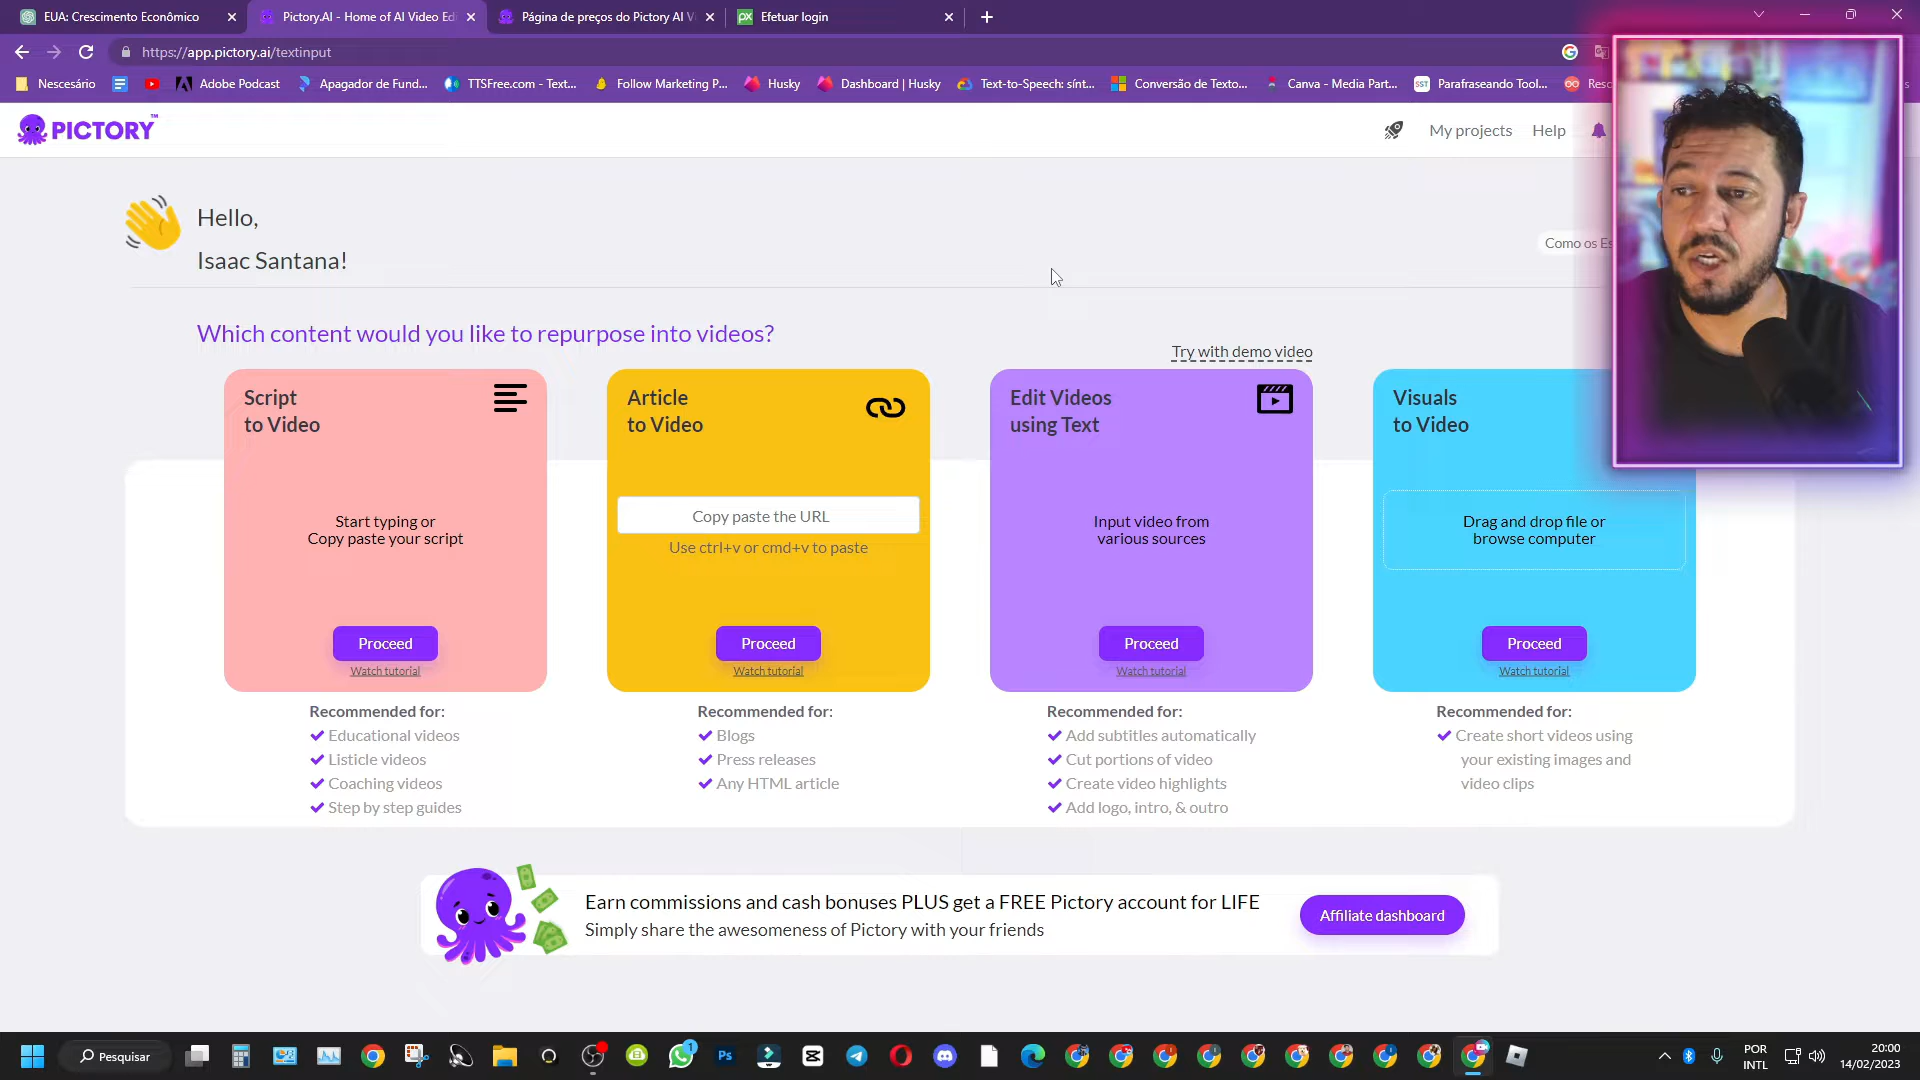 EUA: Crescimento Econômico
Pictory.AI - Home of AI Video Edi
Página de preços do Pictory AI V
Efetuar login
https://app.pictory.ai/textinput
Nescesário
Adobe Podcast
Apagador de Fund...
TTSFree.com - Text...
Follow Marketing P...
Husky
Dashboard | Husky
Text-to-Speech: sínt...
Conversão de Texto...
Canva - Media Part...
Parafraseando Tool...
PICTORY™
My projects
Help
Hello,
Isaac Santana!
Como os Es
Which content would you like to repurpose into videos?
Try with demo video
Script
to Video
Start typing or
Copy paste your script
Proceed
Watch tutorial
Recommended for:
Educational videos
Listicle videos
Coaching videos
Step by step guides
Article
to Video
Copy paste the URL
Use ctrl+v or cmd+v to paste
Proceed
Watch tutorial
Recommended for:
Blogs
Press releases
Any HTML article
Edit Videos
using Text
Input video from
various sources
Proceed
Watch tutorial
Recommended for:
Add subtitles automatically
Cut portions of video
Create video highlights
Add logo, intro, & outro
Visuals
to Video
Drag and drop file or
browse computer
Proceed
Watch tutorial
Recommended for:
Create short videos using
your existing images and
video clips
Earn commissions and cash bonuses PLUS get a FREE Pictory account for LIFE
Simply share the awesomeness of Pictory with your friends
Affiliate dashboard
Pesquisar
Ps
1
POR
INTL
20:00
14/02/2023